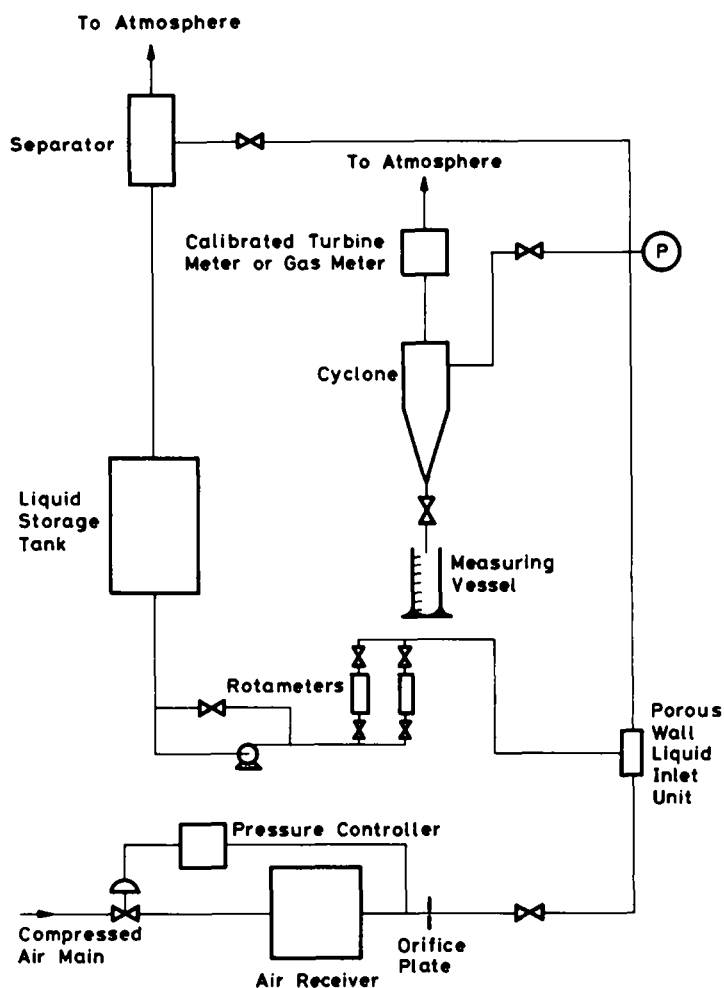 To Atmosphere
Separator
To Atmosphere
Calibrated Turbine
Meter or Gas Meter
P
Cyclone
Liquid
Storage
Tank
Measuring
Vessel
Rotameters
Porous
Wall
Liquid
Inlet
Unit
Pressure Controller
Compressed
Air Main
Air Receiver
Orifice
Plate